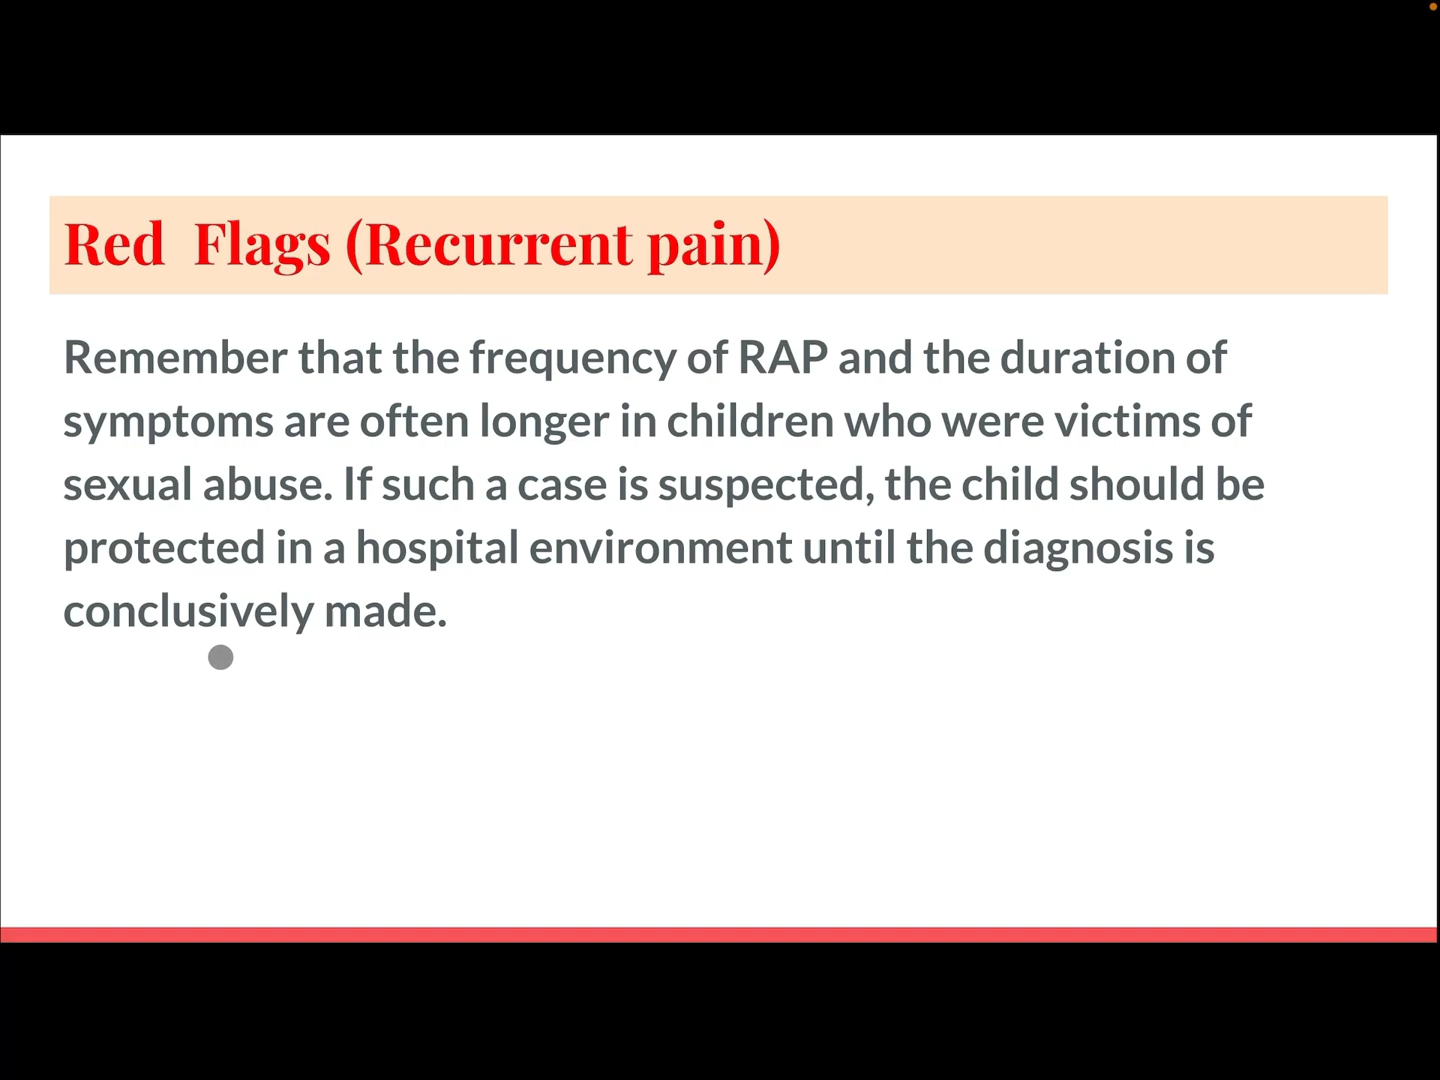 Red  Flags (Recurrent pain)
Remember that the frequency of RAP and the duration of
symptoms are often longer in children who were victims of
sexual abuse. If such a case is suspected, the child should be
protected in a hospital environment until the diagnosis is
conclusively made.